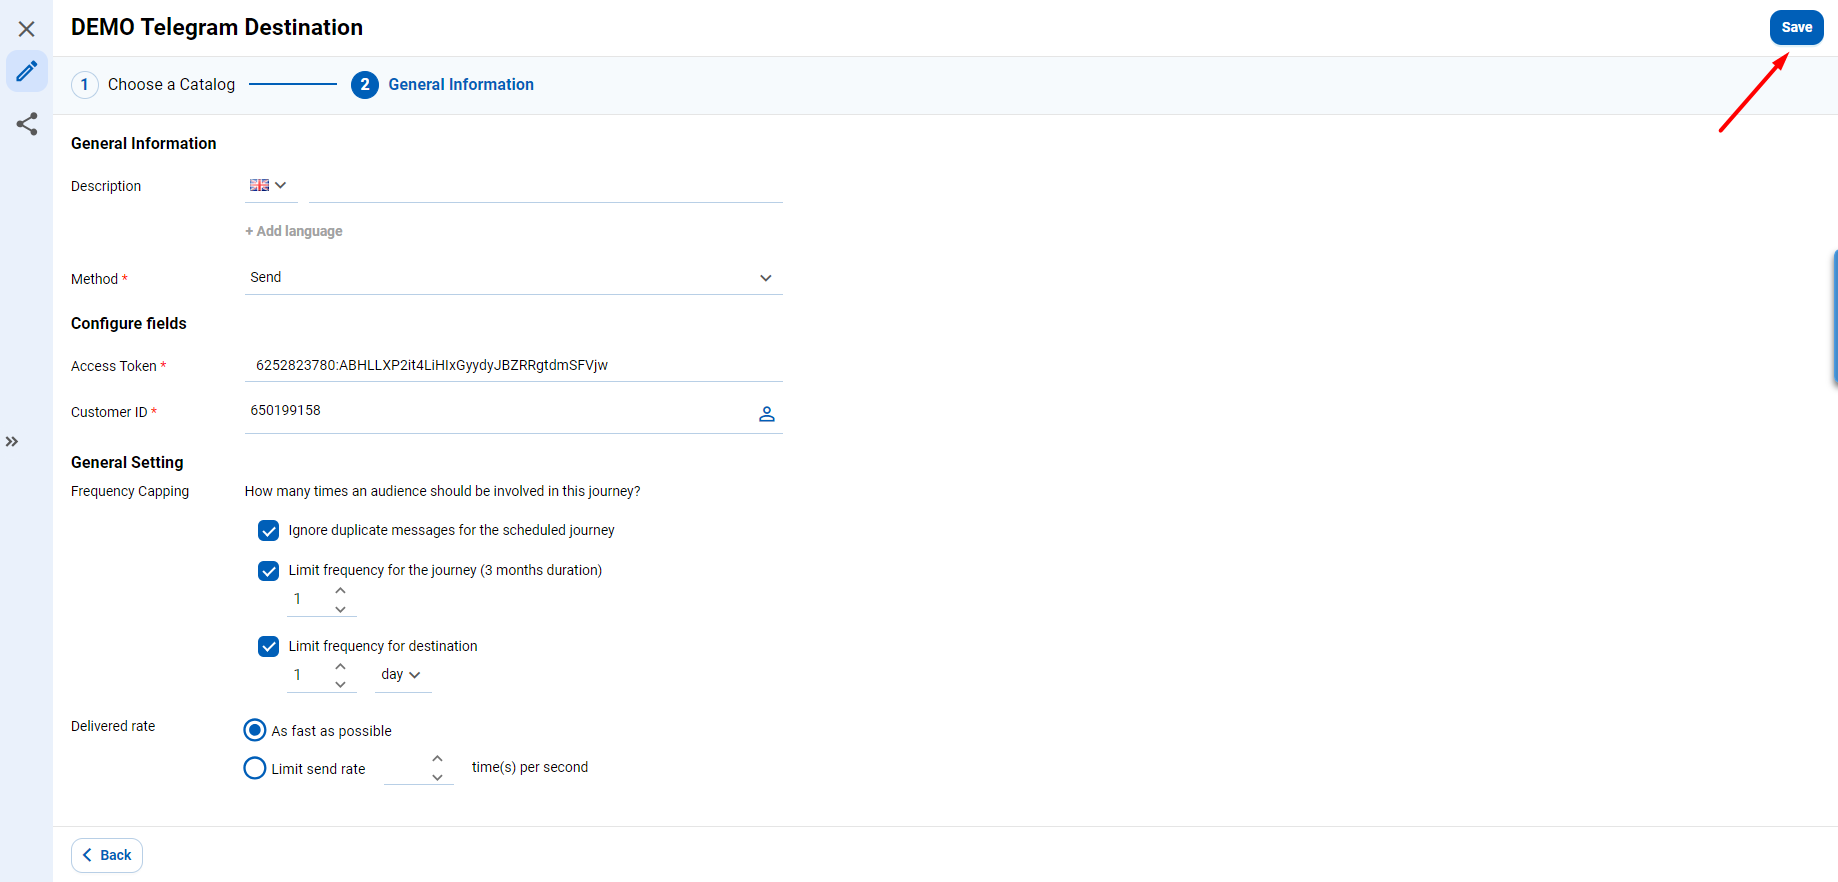 DEMO Telegram Destination
Save
1 Choose a Catalog 2 General Information
General Information
Description
+ Add language
Method * Send
Configure fields
Access Token * 6252823780:ABHLLXP2it4LiHIxGyydyJBZRRgtdmSFVjw
Customer ID * 650199158
General Setting
Frequency Capping How many times an audience should be involved in this journey?
Ignore duplicate messages for the scheduled journey
Limit frequency for the journey (3 months duration)
1
Limit frequency for destination
1 day
Delivered rate As fast as possible
Limit send rate time(s) per second
Back